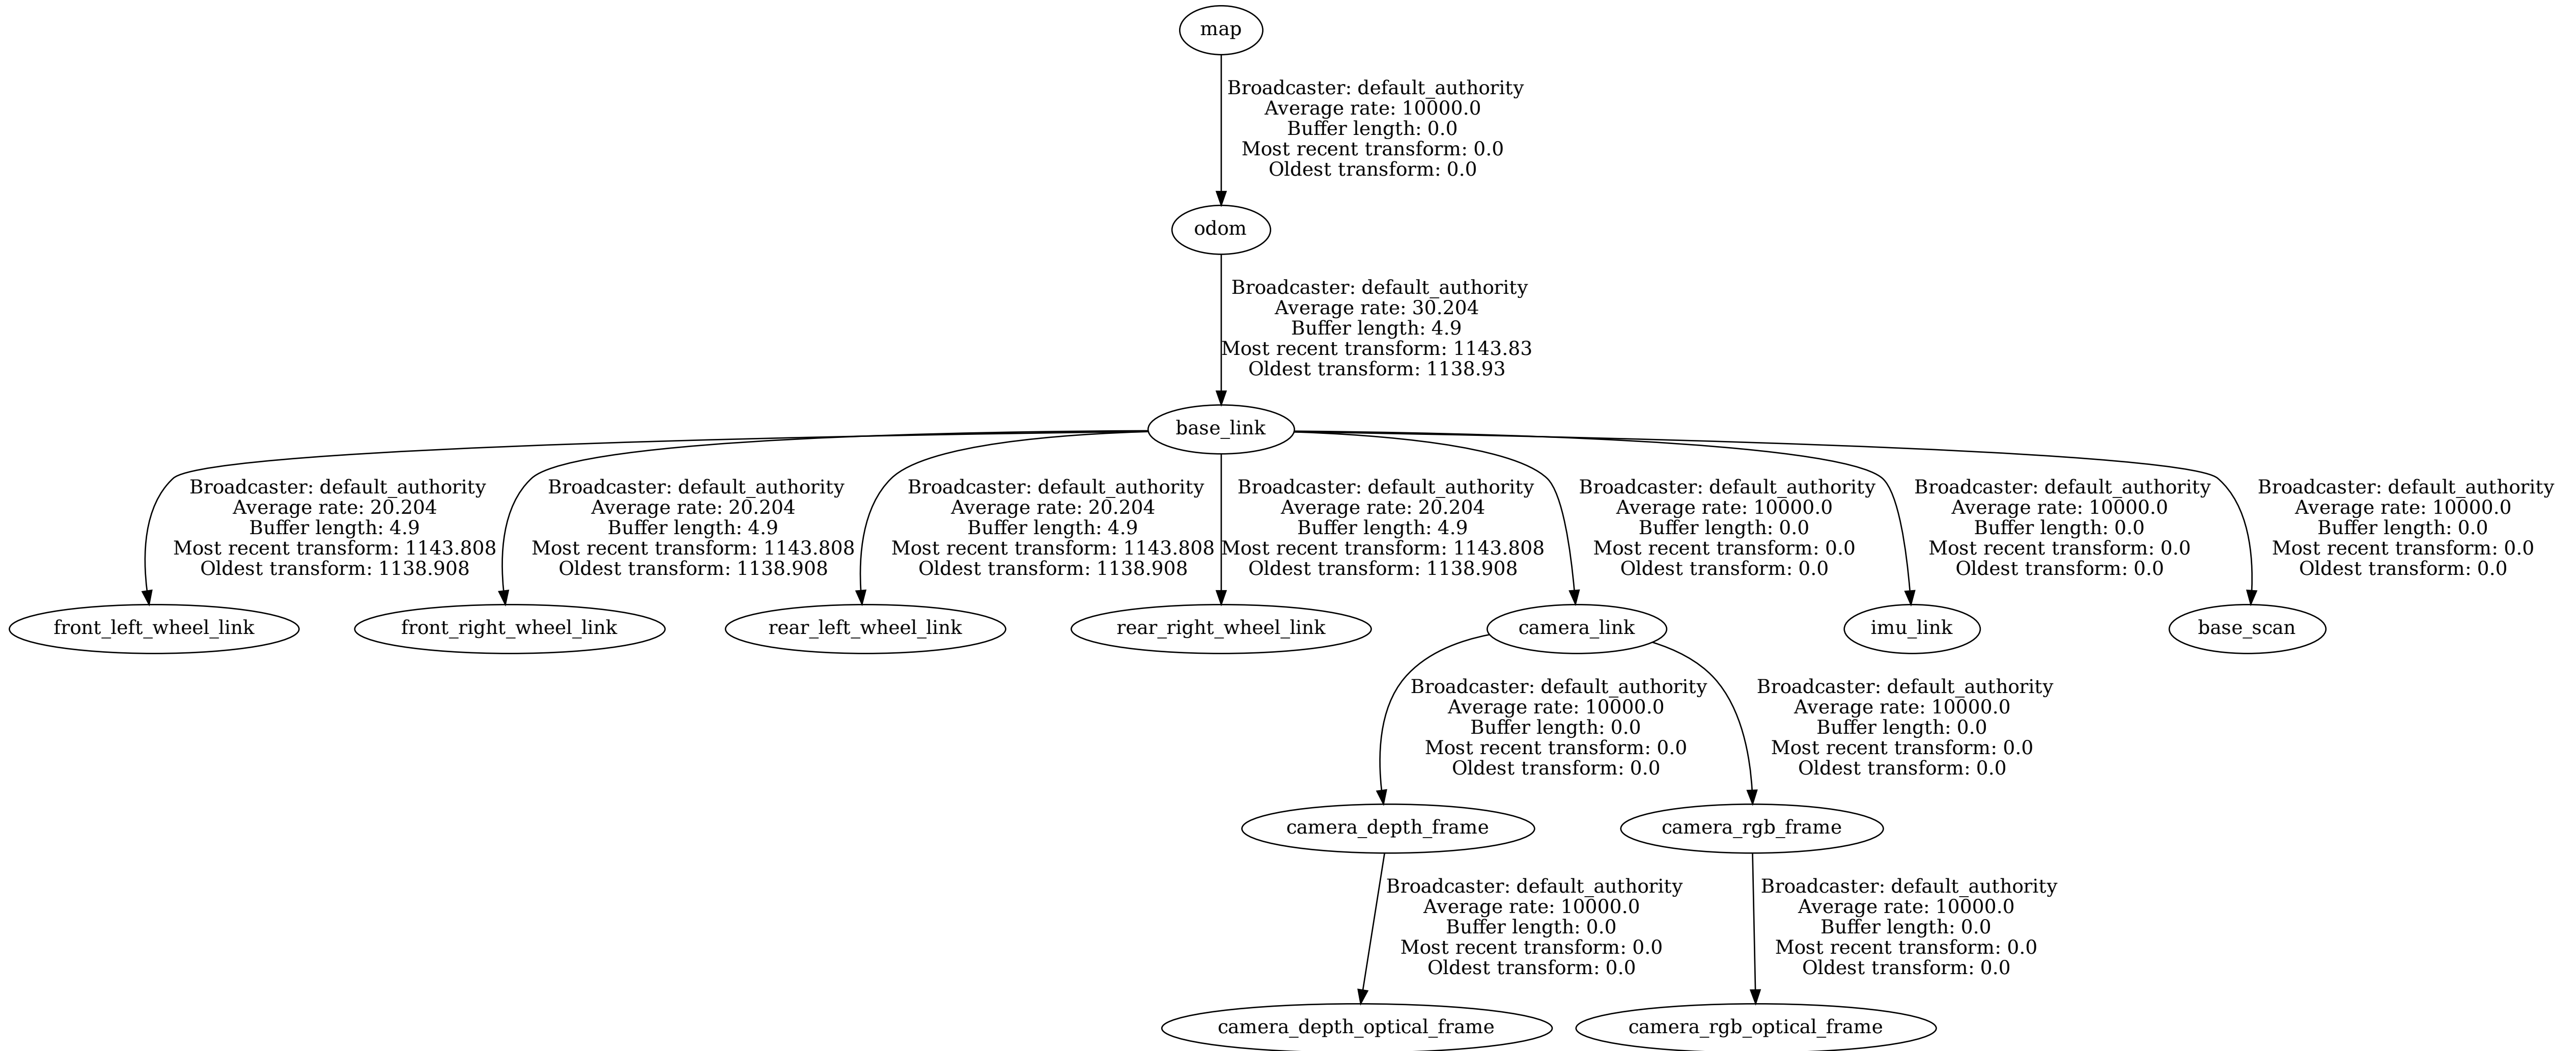 map
Broadcaster: default_authority
Average rate: 10000.0
Buffer length: 0.0
Most recent transform: 0.0
Oldest transform: 0.0
odom
Broadcaster: default_authority
Average rate: 30.204
Buffer length: 4.9
Most recent transform: 1143.83
Oldest transform: 1138.93
base_link
Broadcaster: default_authority
Average rate: 20.204
Buffer length: 4.9
Most recent transform: 1143.808
Oldest transform: 1138.908
Broadcaster: default_authority
Average rate: 20.204
Buffer length: 4.9
Most recent transform: 1143.808
Oldest transform: 1138.908
Broadcaster: default_authority
Average rate: 20.204
Buffer length: 4.9
Most recent transform: 1143.808
Oldest transform: 1138.908
Broadcaster: default_authority
Average rate: 20.204
Buffer length: 4.9
Most recent transform: 1143.808
Oldest transform: 1138.908
Broadcaster: default_authority
Average rate: 10000.0
Buffer length: 0.0
Most recent transform: 0.0
Oldest transform: 0.0
Broadcaster: default_authority
Average rate: 10000.0
Buffer length: 0.0
Most recent transform: 0.0
Oldest transform: 0.0
Broadcaster: default_authority
Average rate: 10000.0
Buffer length: 0.0
Most recent transform: 0.0
Oldest transform: 0.0
front_left_wheel_link
front_right_wheel_link
rear_left_wheel_link
rear_right_wheel_link
camera_link
imu_link
base_scan
Broadcaster: default_authority
Average rate: 10000.0
Buffer length: 0.0
Most recent transform: 0.0
Oldest transform: 0.0
Broadcaster: default_authority
Average rate: 10000.0
Buffer length: 0.0
Most recent transform: 0.0
Oldest transform: 0.0
camera_depth_frame
camera_rgb_frame
Broadcaster: default_authority
Average rate: 10000.0
Buffer length: 0.0
Most recent transform: 0.0
Oldest transform: 0.0
Broadcaster: default_authority
Average rate: 10000.0
Buffer length: 0.0
Most recent transform: 0.0
Oldest transform: 0.0
camera_depth_optical_frame
camera_rgb_optical_frame